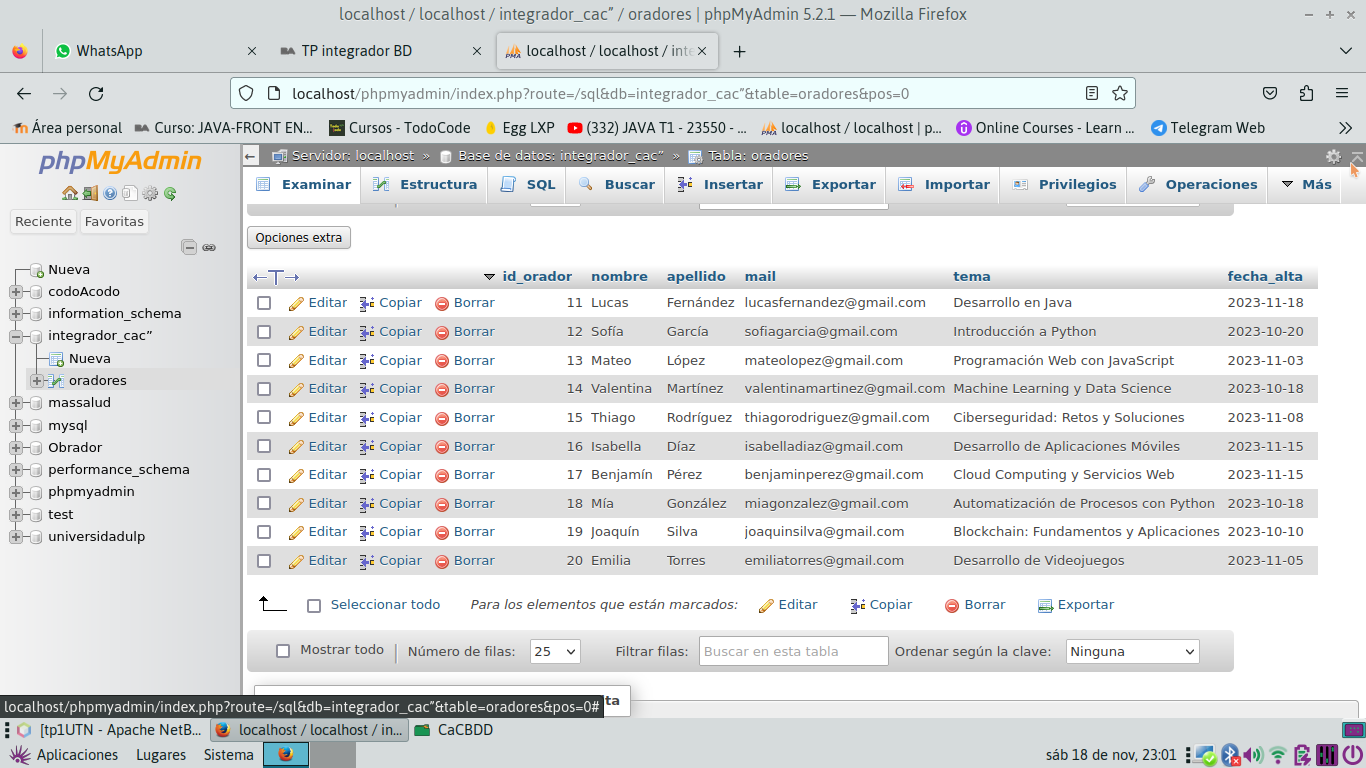 localhost / localhost / integrador_cac” / oradores | phpMyAdmin 5.2.1 — Mozilla Firefox
WhatsApp
TP integrador BD
localhost / localhost / inte
localhost/phpmyadmin/index.php?route=/sql&db=integrador_cac”&table=oradores&pos=0
Área personal
Curso: JAVA-FRONT EN...
Cursos - TodoCode
Egg LXP
(332) JAVA T1 - 23550 - ...
localhost / localhost | p...
Online Courses - Learn ...
Telegram Web
phpMyAdmin
Reciente
Favoritas
Nueva
codoAcodo
information_schema
integrador_cac”
Nueva
oradores
massalud
mysql
Obrador
performance_schema
phpmyadmin
test
universidadulp
Servidor: localhost » Base de datos: integrador_cac” » Tabla: oradores
Examinar Estructura SQL Buscar Insertar Exportar Importar Privilegios Operaciones Más
Opciones extra
id_orador nombre apellido mail tema fecha_alta
Editar Copiar Borrar 11 Lucas Fernández lucasfernandez@gmail.com Desarrollo en Java 2023-11-18
Editar Copiar Borrar 12 Sofía García sofiagarcia@gmail.com Introducción a Python 2023-10-20
Editar Copiar Borrar 13 Mateo López mateolopez@gmail.com Programación Web con JavaScript 2023-11-03
Editar Copiar Borrar 14 Valentina Martínez valentinamartinez@gmail.com Machine Learning y Data Science 2023-10-18
Editar Copiar Borrar 15 Thiago Rodríguez thiagorodriguez@gmail.com Ciberseguridad: Retos y Soluciones 2023-11-08
Editar Copiar Borrar 16 Isabella Díaz isabelladiaz@gmail.com Desarrollo de Aplicaciones Móviles 2023-11-15
Editar Copiar Borrar 17 Benjamín Pérez benjaminperez@gmail.com Cloud Computing y Servicios Web 2023-11-15
Editar Copiar Borrar 18 Mía González miagonzalez@gmail.com Automatización de Procesos con Python 2023-10-18
Editar Copiar Borrar 19 Joaquín Silva joaquinsilva@gmail.com Blockchain: Fundamentos y Aplicaciones 2023-10-10
Editar Copiar Borrar 20 Emilia Torres emiliatorres@gmail.com Desarrollo de Videojuegos 2023-11-05
Seleccionar todo Para los elementos que están marcados: Editar Copiar Borrar Exportar
Mostrar todo Número de filas: 25 Filtrar filas: Buscar en esta tabla Ordenar según la clave: Ninguna
ta
localhost/phpmyadmin/index.php?route=/sql&db=integrador_cac”&table=oradores&pos=0#
[tp1UTN - Apache NetB...
localhost / localhost / in...
CaCBDD
Aplicaciones Lugares Sistema
sáb 18 de nov, 23:01